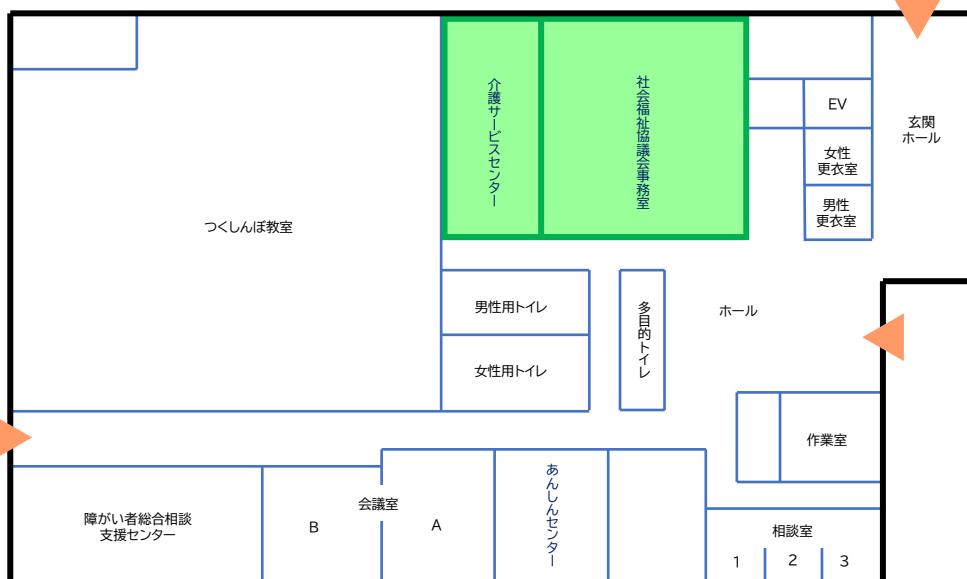 介護サービスセンター
社会福祉協議会事務室
EV
玄関
ホール
女性
更衣室
男性
更衣室
つくしんぼ教室
男性用トイレ
女性用トイレ
多目的トイレ
ホール
作業室
障がい者総合相談
支援センター
B
会議室
A
あんしんセンター
相談室
1
2
3